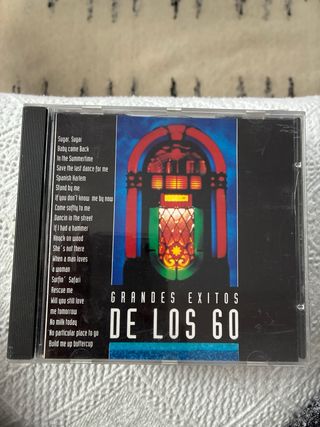 Sugar, Sugar
Baby come Back
In the Summertime
Save the last dance for me
Spanish Harlem
Stand by me
If you don't know me by now
Come softly to me
Dancin in the street
If I had a hammer
Knock on wood
She's not there
When a man loves
a woman
Surfin' Safari
Rescue me
Will you still love
me tomorrow
No milk today
No particular place to go
Build me up buttercup
GRANDES EXITOS
DE LOS 60